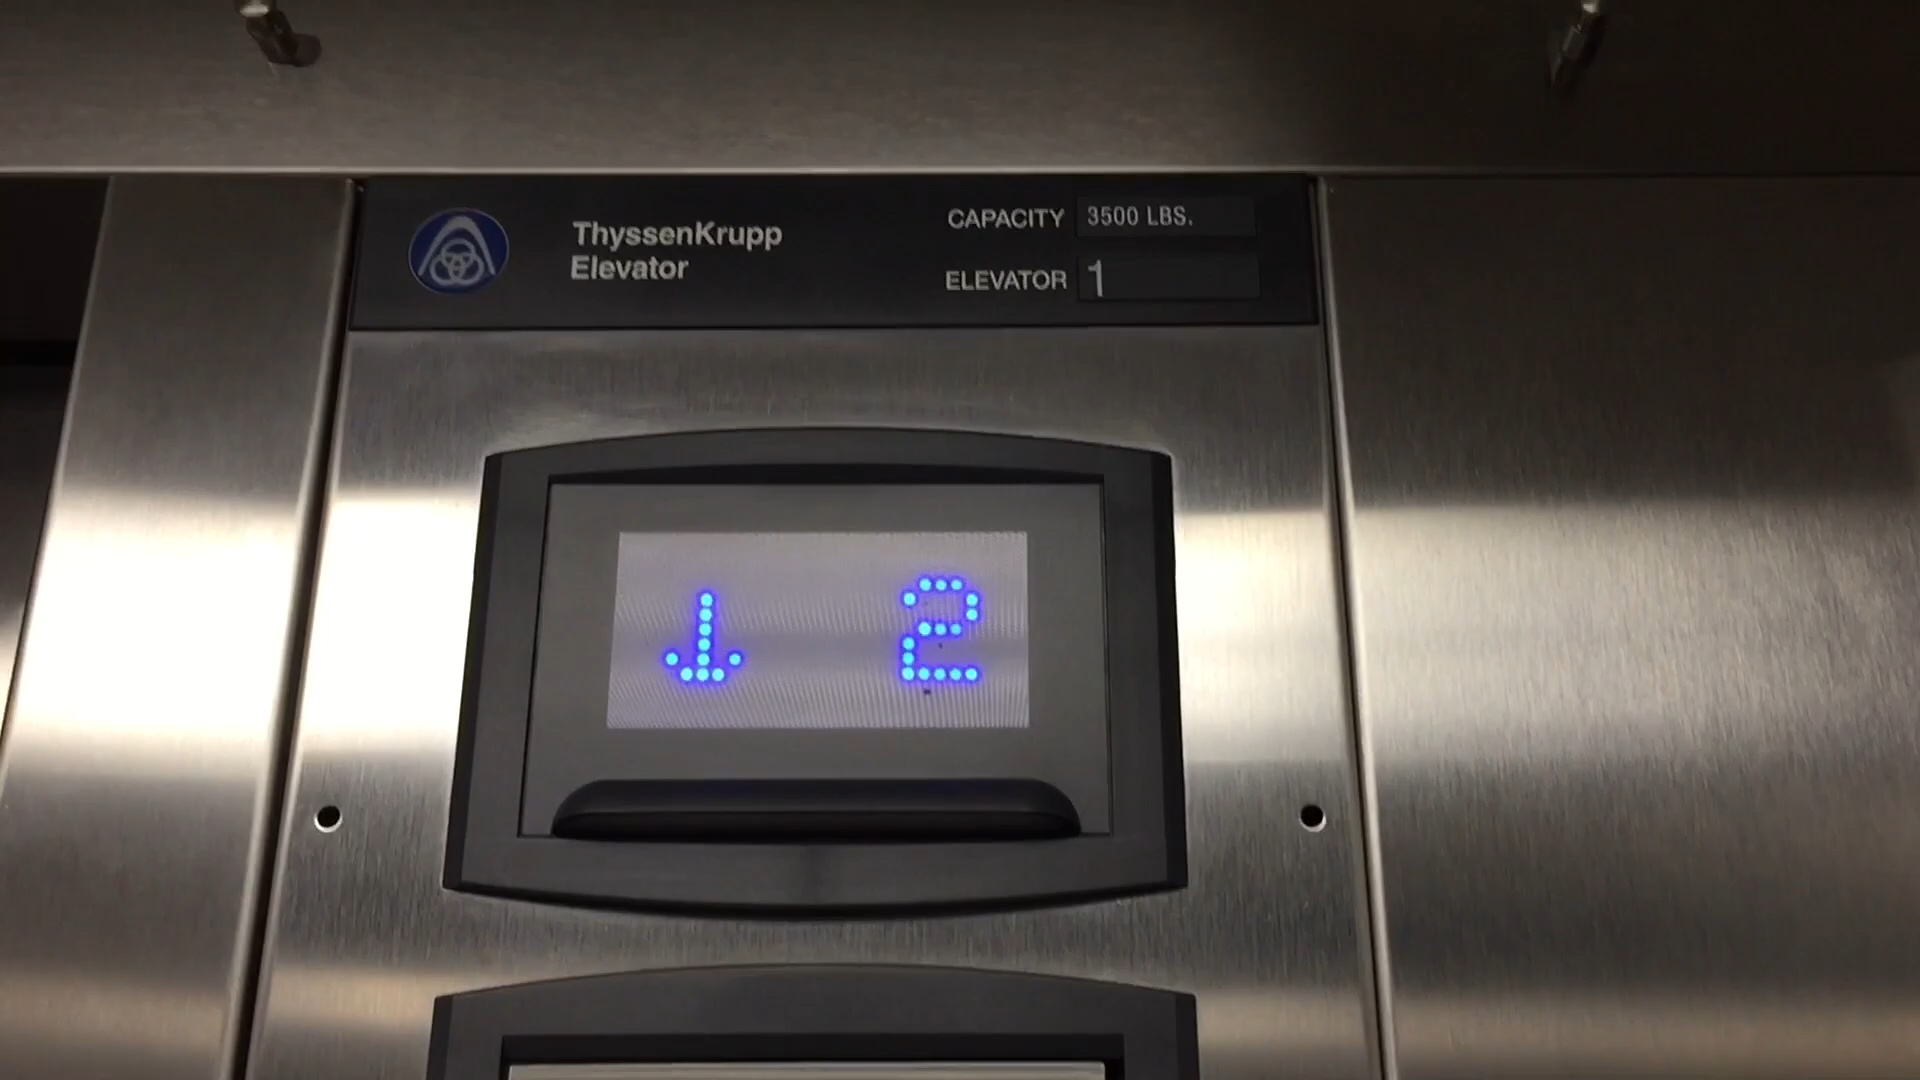 ThyssenKrupp
Elevator
CAPACITY 3500 LBS.
ELEVATOR 1
↓ 2